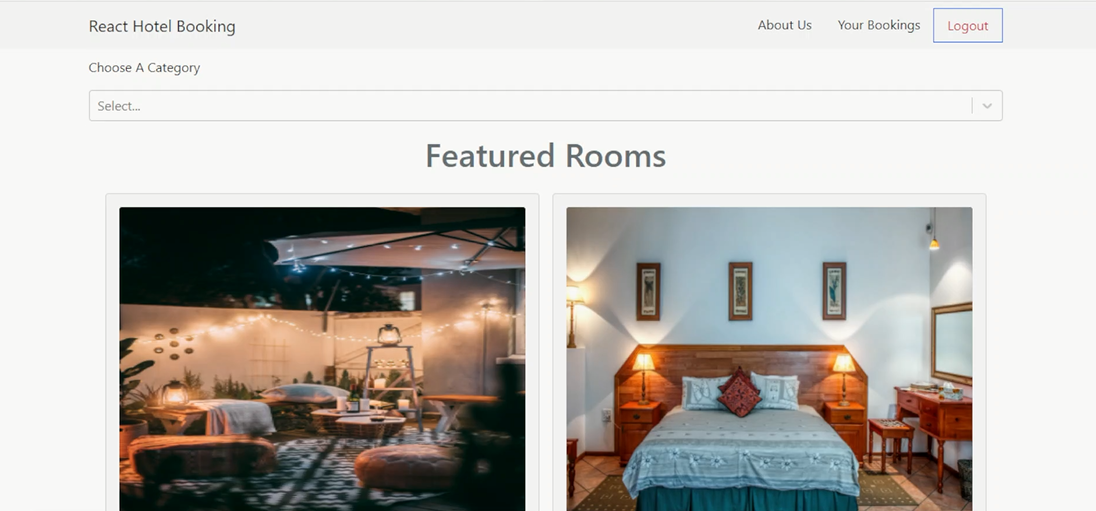 React Hotel Booking
About Us
Your Bookings
Logout
Choose A Category
Select...
Featured Rooms